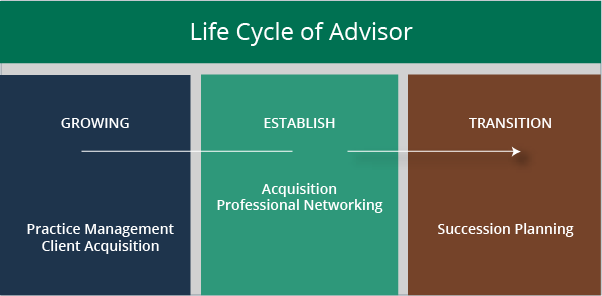 Life Cycle of Advisor
GROWING
ESTABLISH
TRANSITION
Acquisition
Professional Networking
Practice Management
Client Acquisition
Succession Planning